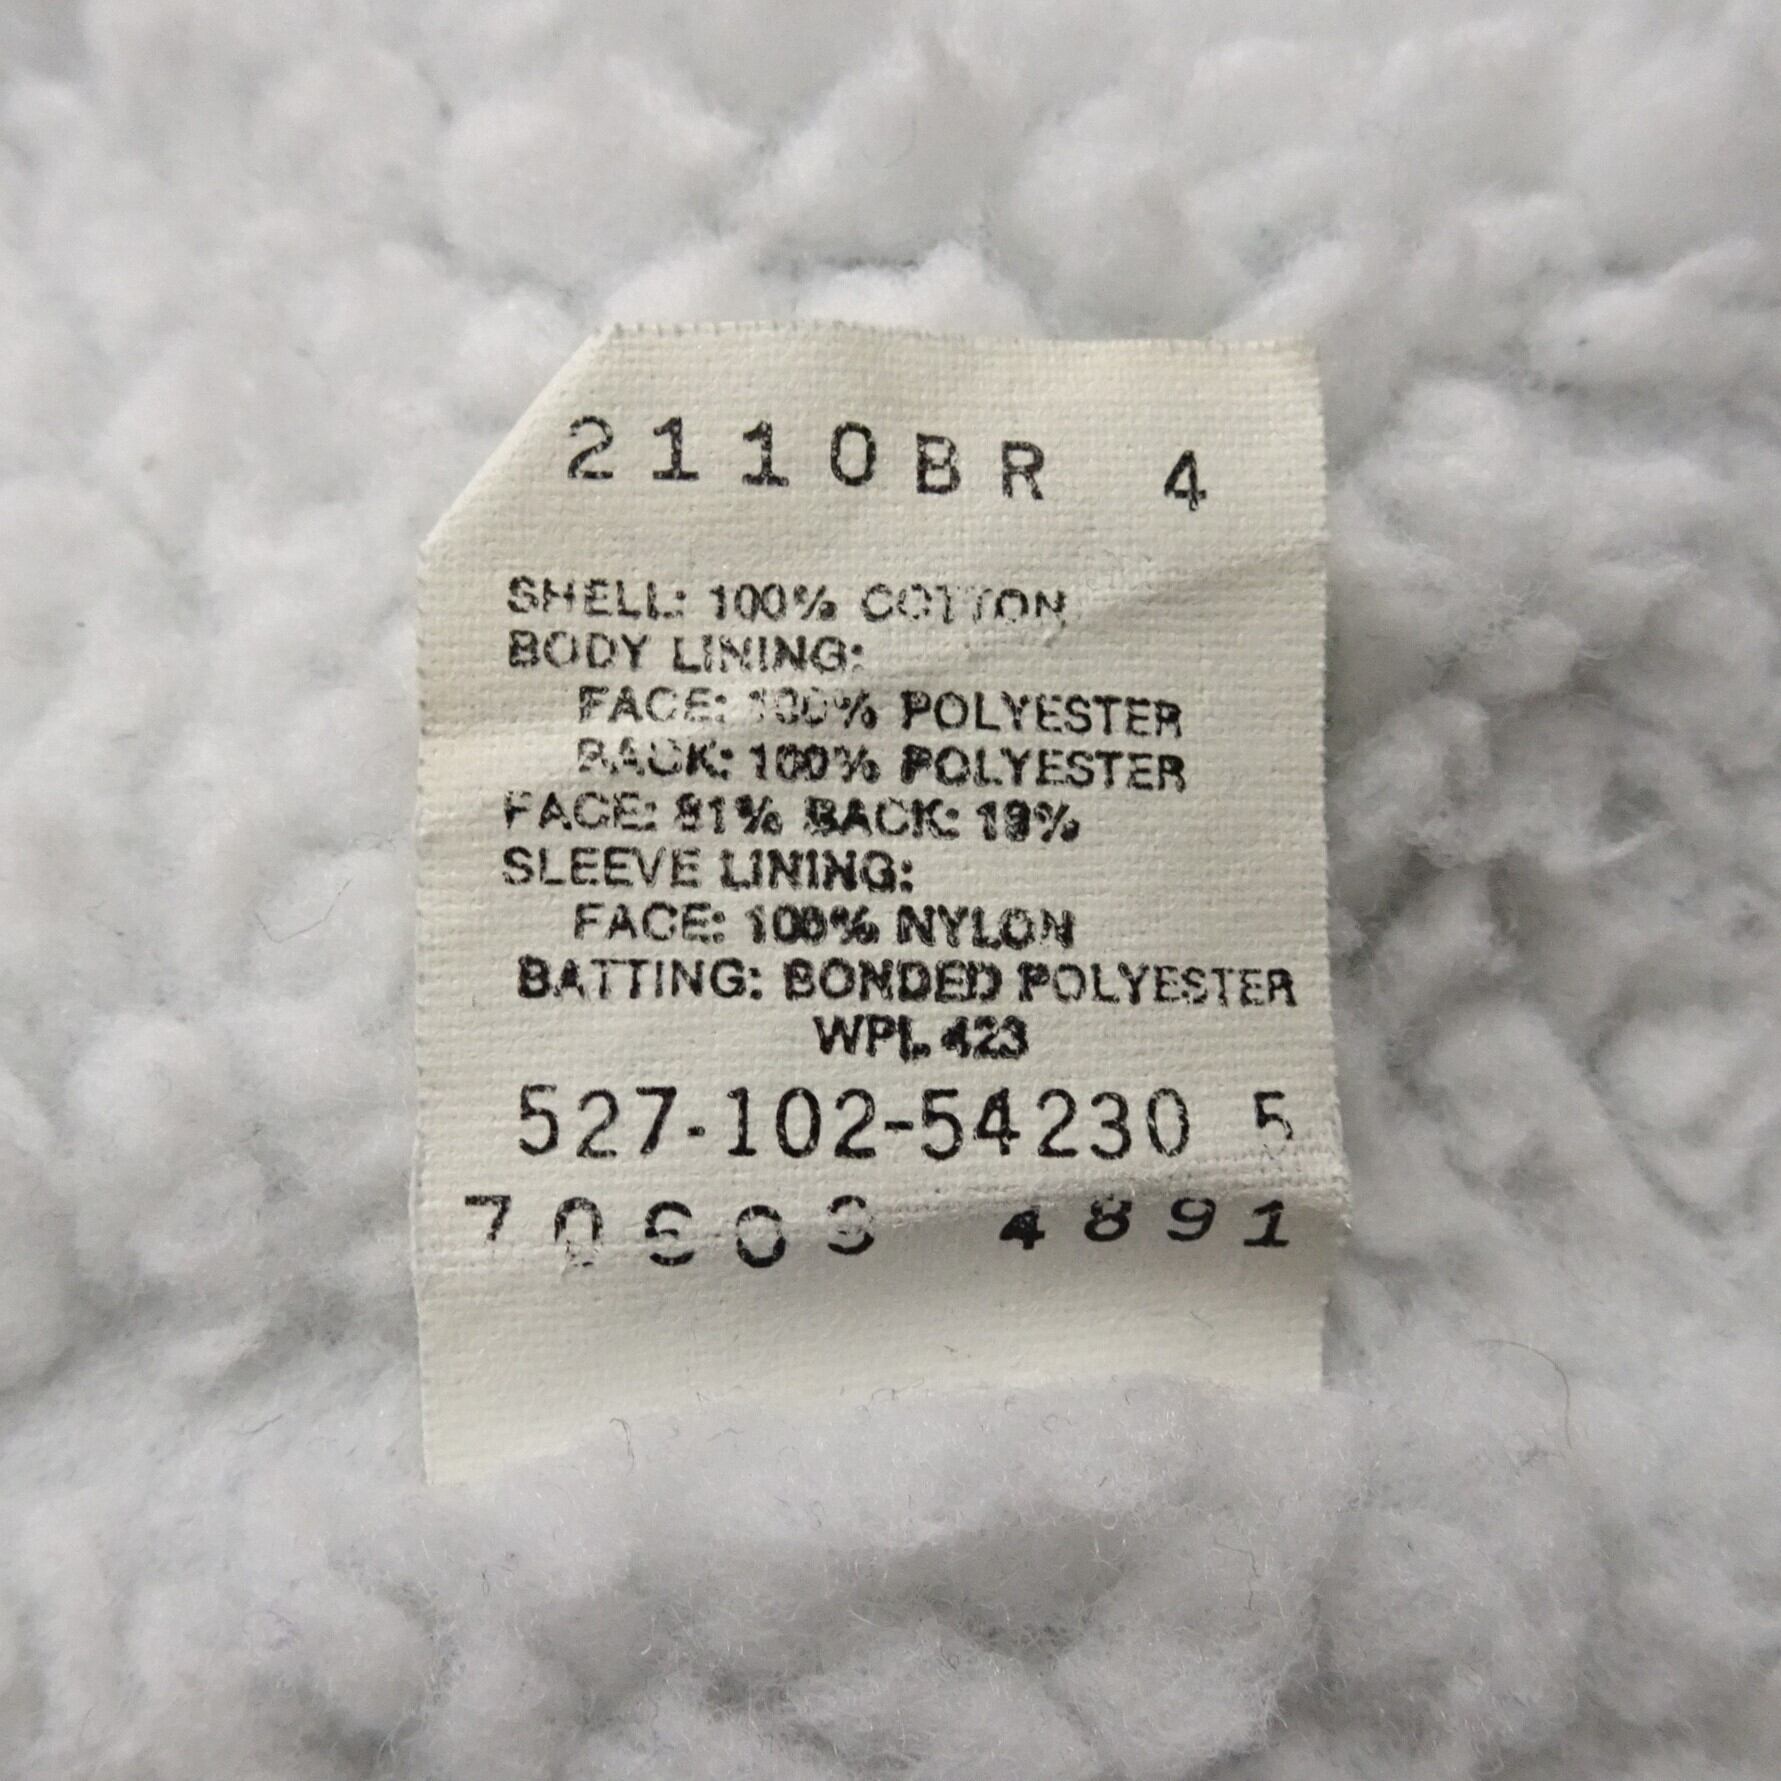 2110BR 4
SHELL: 100% COTTON
BODY LINING:
FACE: 100% POLYESTER
BACK: 100% POLYESTER
FACE: 81% BACK: 19%
SLEEVE LINING:
FACE: 100% NYLON
BATTING: BONDED POLYESTER
WPL 423
527-102-54230 5
4891